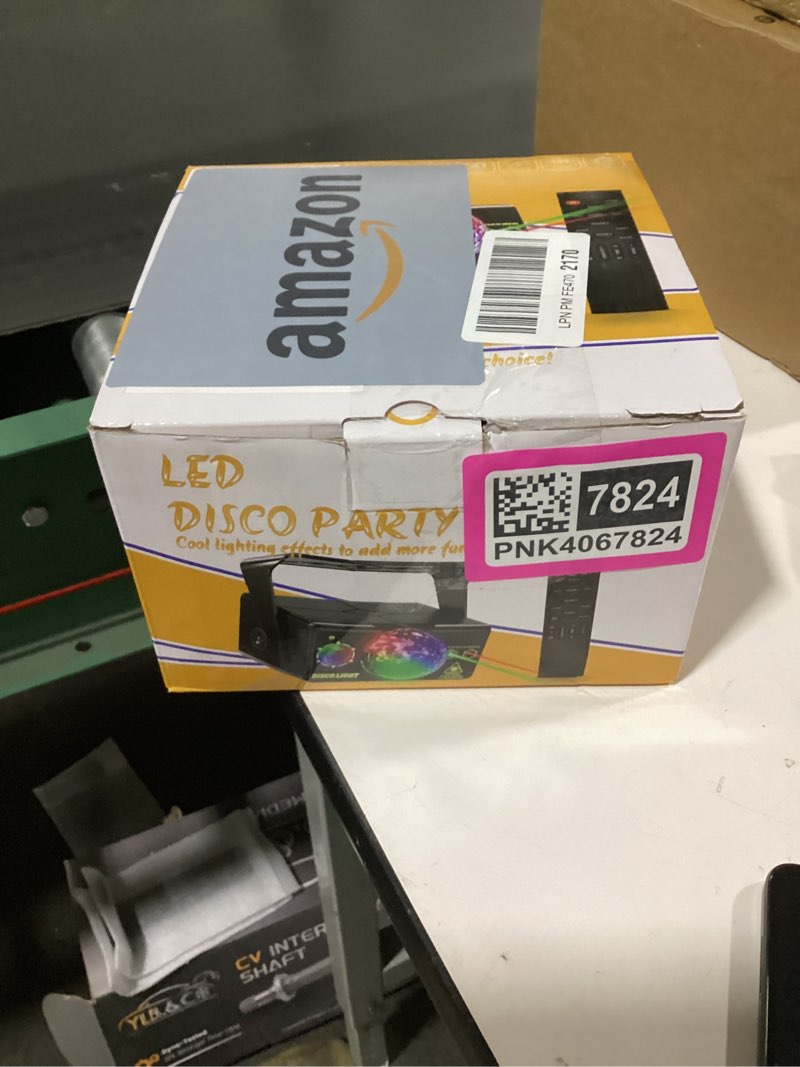 amazon
LPN PM FE470 2170
choice!
LED
DISCO PARTY
Cool lighting effects to add more fun
7824
PNK4067824
DISCO LIGHT
CV INTER
SHAFT
YLB&C